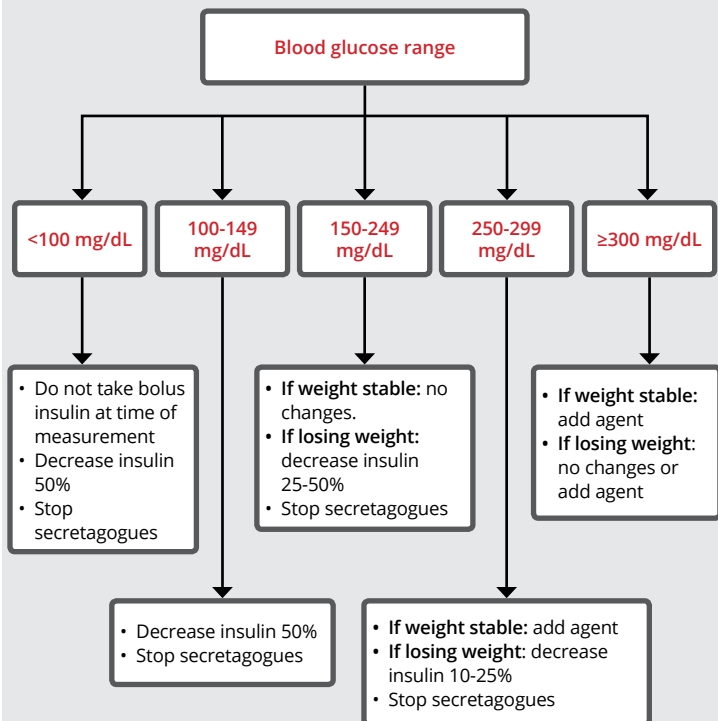 Blood glucose range
<100 mg/dL
100-149
mg/dL
150-249
mg/dL
250-299
mg/dL
≥300 mg/dL
• Do not take bolus
insulin at time of
measurement
• Decrease insulin
50%
• Stop
secretagogues
• If weight stable: no
changes.
• If losing weight:
decrease insulin
25-50%
• Stop secretagogues
• If weight stable:
add agent
• If losing weight:
no changes or
add agent
• Decrease insulin 50%
• Stop secretagogues
• If weight stable: add agent
• If losing weight: decrease
insulin 10-25%
• Stop secretagogues